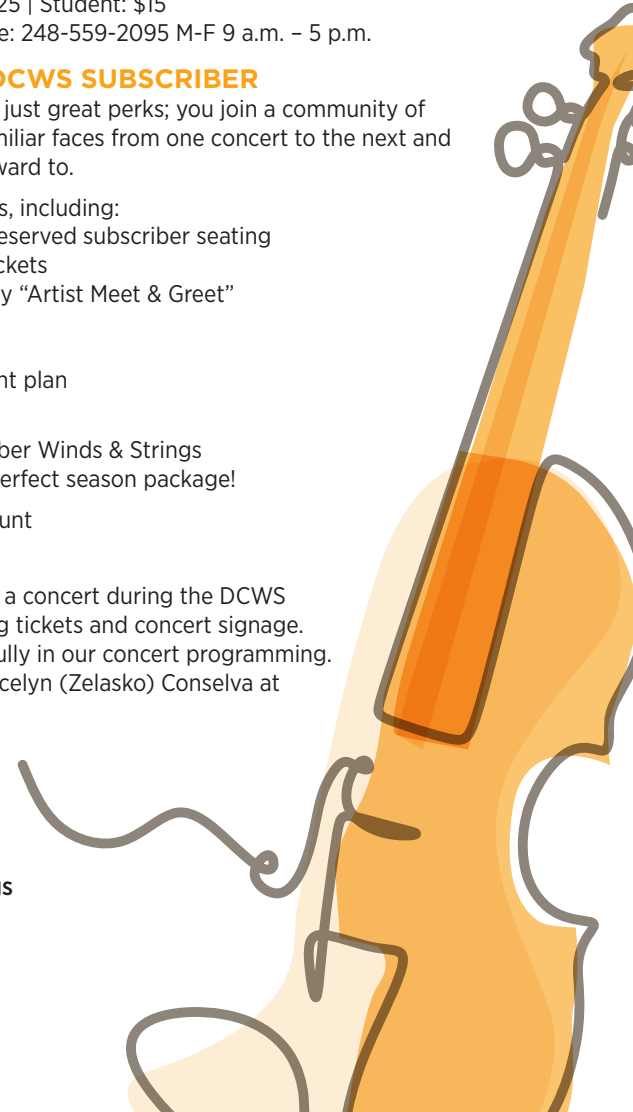 25 | Student: $15
e: 248-559-2095 M-F 9 a.m. – 5 p.m.
DCWS SUBSCRIBER
just great perks; you join a community of
miliar faces from one concert to the next and
ward to.
s, including:
eserved subscriber seating
ckets
y “Artist Meet & Greet”
nt plan
ber Winds & Strings
erfect season package!
unt
a concert during the DCWS
g tickets and concert signage.
ully in our concert programming.
celyn (Zelasko) Conselva at
gs